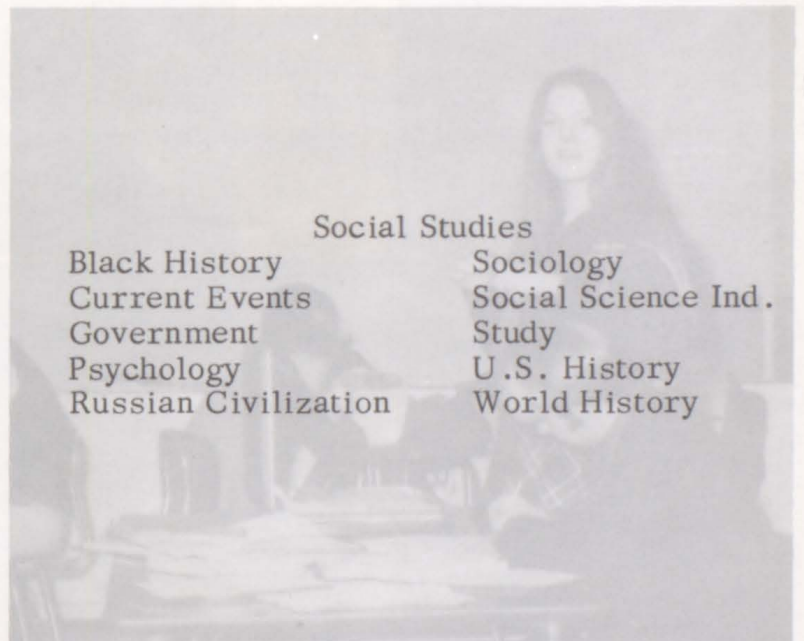 Social Studies
Black History
Current Events
Government
Psychology
Russian Civilization
Sociology
Social Science Ind.
Study
U.S. History
World History